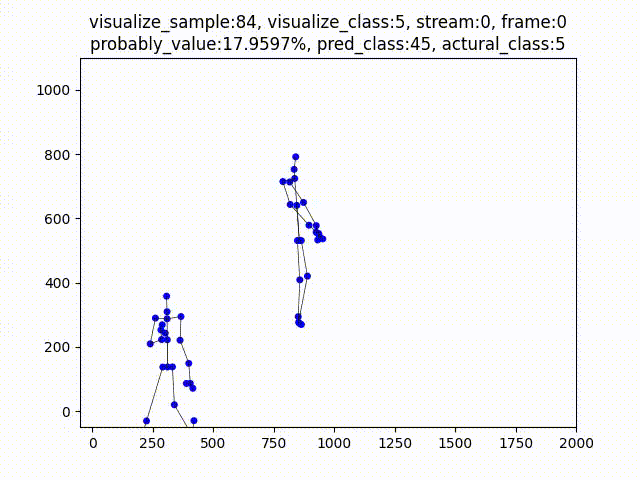 visualize_sample:84, visualize_class:5, stream:0, frame:0
probably_value:17.9597%, pred_class:45, actural_class:5
1000
800
600
400
200
0
0 250 500 750 1000 1250 1500 1750 2000